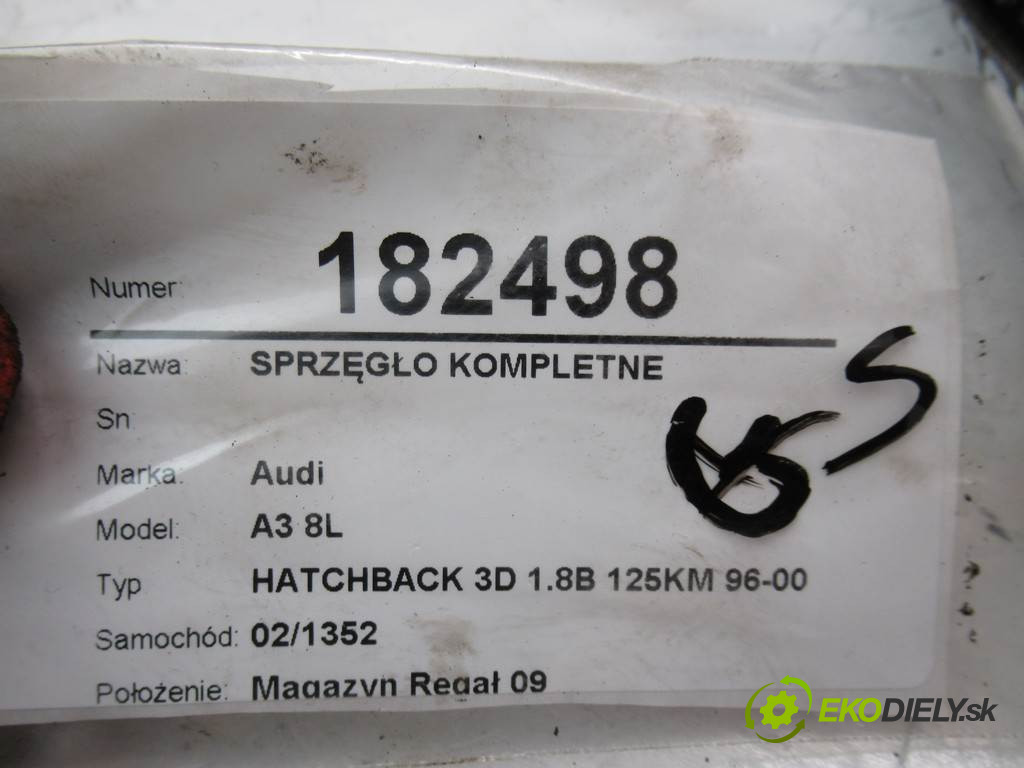 Numer: 182498
Nazwa: SPRZĘGŁO KOMPLETNE
Sn:
Marka: Audi
Model: A3 8L
Typ HATCHBACK 3D 1.8B 125KM 96-00
Samochód: 02/1352
Położenie: Magazyn Regał 09
EKODIELY.sk